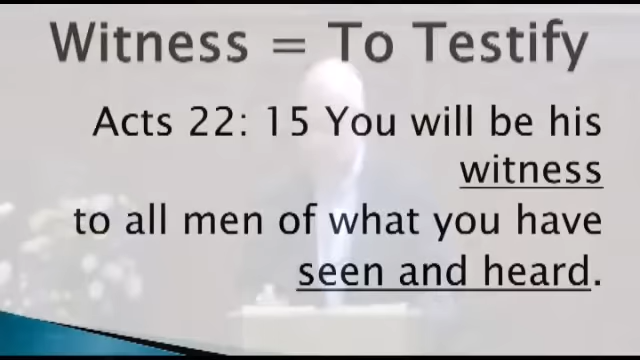 Witness = To Testify
Acts 22: 15 You will be his
witness
to all men of what you have
seen and heard.